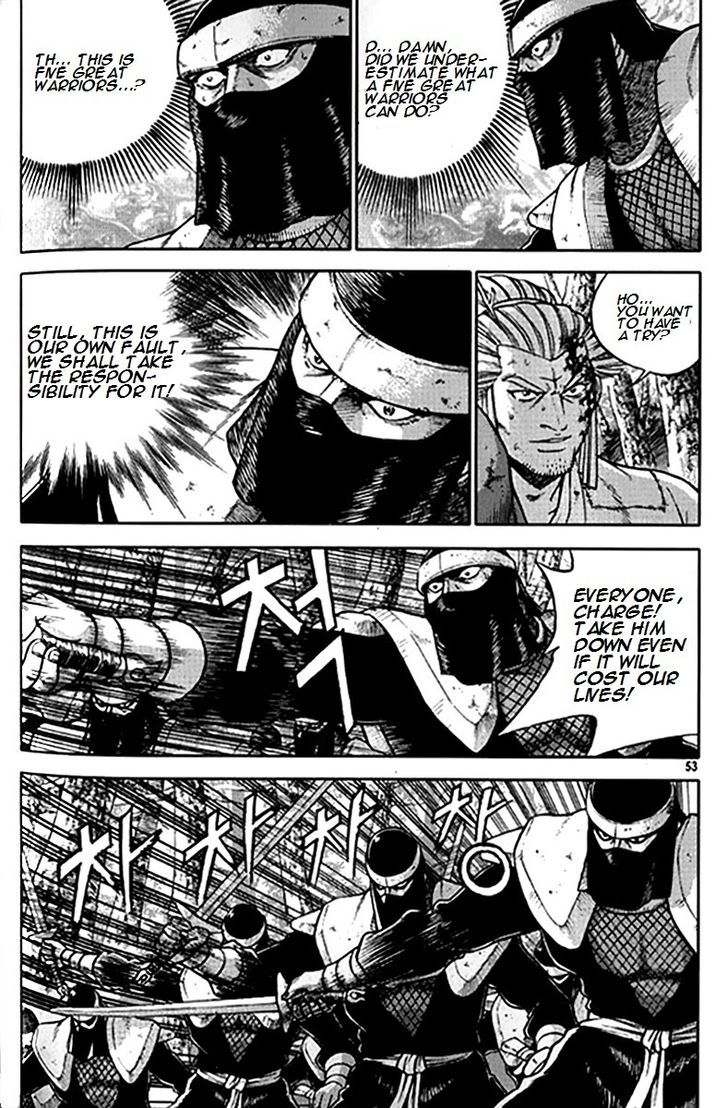 TH... THIS IS
FIVE GREAT
WARRIORS...?
D... DAMN,
DID WE UNDER-
ESTIMATE WHAT
A FIVE GREAT
WARRIORS
CAN DO?
STILL, THIS IS
OUR OWN FAULT,
WE SHALL TAKE
THE RESPON-
SIBILITY FOR IT!
HO...
YOU WANT
TO HAVE
A TRY?
척
EVERYONE,
CHARGE!
TAKE HIM
DOWN EVEN
IF IT WILL
COST OUR
LIVES!
53
차
차
차
창